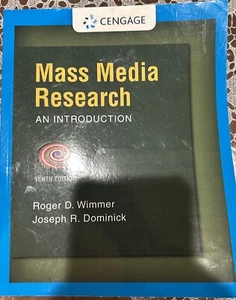 CENGAGE
Mass Media
Research
AN INTRODUCTION
TENTH EDITION
Roger D. Wimmer
Joseph R. Dominick